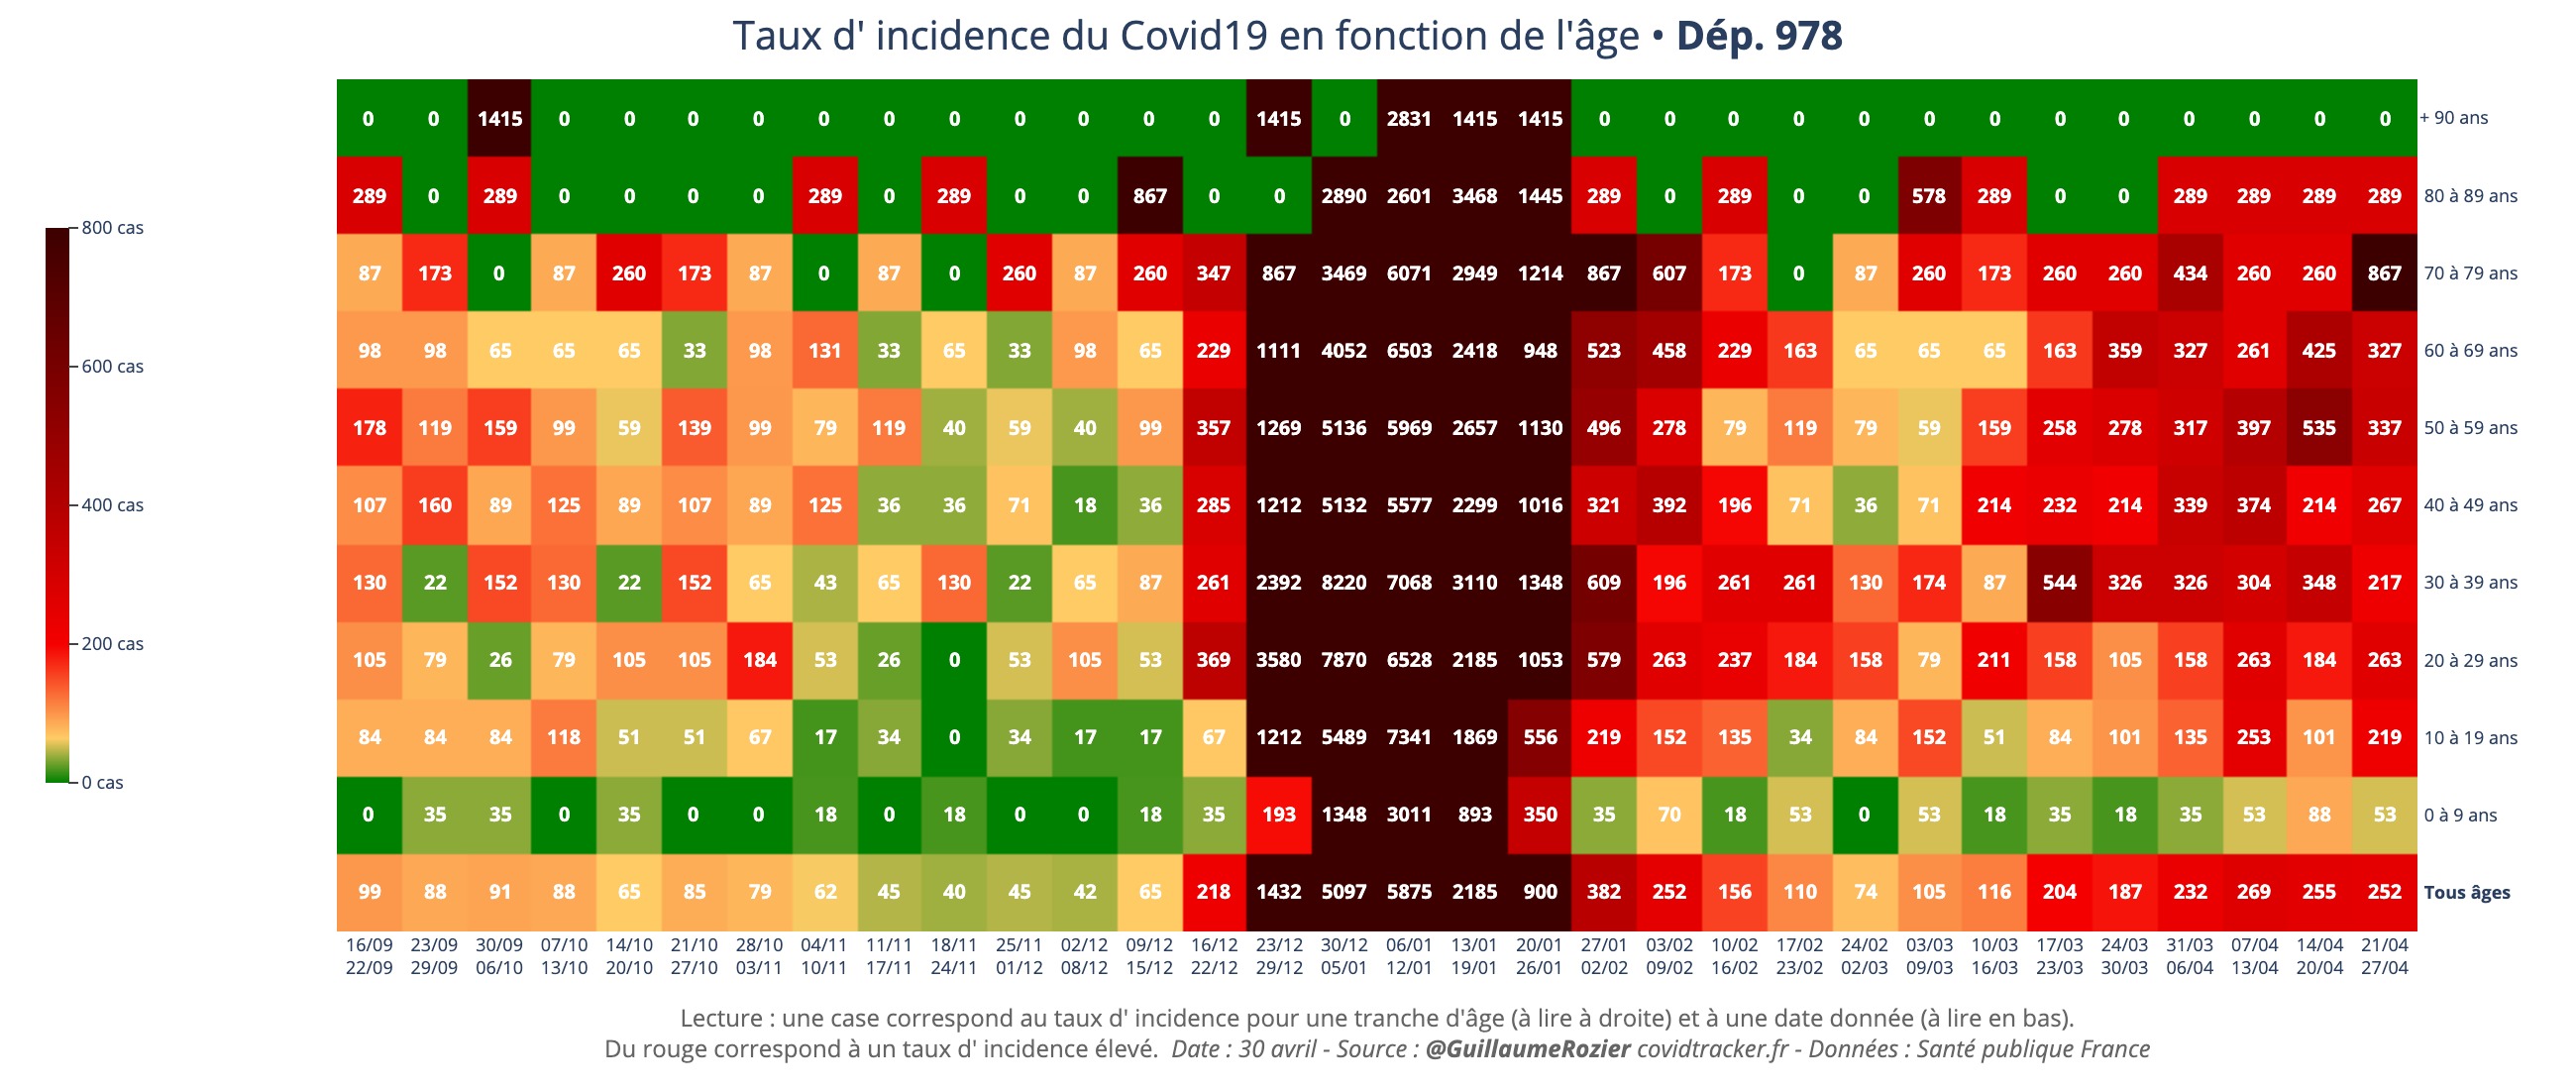 Taux d' incidence du Covid19 en fonction de l'âge • Dép. 978
800 cas
600 cas
400 cas
200 cas
0 cas
0 0 1415 0 0 0 0 0 0 0 0 0 0 0 1415 0 2831 1415 1415 0 0 0 0 0 0 0 0 0 0 0 0 0 + 90 ans
289 0 289 0 0 0 0 289 0 289 0 0 867 0 0 2890 2601 3468 1445 289 0 289 0 0 578 289 0 0 289 289 289 289 80 à 89 ans
87 173 0 87 260 173 87 0 87 0 260 87 260 347 867 3469 6071 2949 1214 867 607 173 0 87 260 173 260 260 434 260 260 867 70 à 79 ans
98 98 65 65 65 33 98 131 33 65 33 98 65 229 1111 4052 6503 2418 948 523 458 229 163 65 65 65 163 359 327 261 425 327 60 à 69 ans
178 119 159 99 59 139 99 79 119 40 59 40 99 357 1269 5136 5969 2657 1130 496 278 79 119 79 59 159 258 278 317 397 535 337 50 à 59 ans
107 160 89 125 89 107 89 125 36 36 71 18 36 285 1212 5132 5577 2299 1016 321 392 196 71 36 71 214 232 214 339 374 214 267 40 à 49 ans
130 22 152 130 22 152 65 43 65 130 22 65 87 261 2392 8220 7068 3110 1348 609 196 261 261 130 174 87 544 326 326 304 348 217 30 à 39 ans
105 79 26 79 105 105 184 53 26 0 53 105 53 369 3580 7870 6528 2185 1053 579 263 237 184 158 79 211 158 105 158 263 184 263 20 à 29 ans
84 84 84 118 51 51 67 17 34 0 34 17 17 67 1212 5489 7341 1869 556 219 152 135 34 84 152 51 84 101 135 253 101 219 10 à 19 ans
0 35 35 0 35 0 0 18 0 18 0 0 18 35 193 1348 3011 893 350 35 70 18 53 0 53 18 35 18 35 53 88 53 0 à 9 ans
99 88 91 88 65 85 79 62 45 40 45 42 65 218 1432 5097 5875 2185 900 382 252 156 110 74 105 116 204 187 232 269 255 252 Tous âges
16/09 23/09 30/09 07/10 14/10 21/10 28/10 04/11 11/11 18/11 25/11 02/12 09/12 16/12 23/12 30/12 06/01 13/01 20/01 27/01 03/02 10/02 17/02 24/02 03/03 10/03 17/03 24/03 31/03 07/04 14/04 21/04
22/09 29/09 06/10 13/10 20/10 27/10 03/11 10/11 17/11 24/11 01/12 08/12 15/12 22/12 29/12 05/01 12/01 19/01 26/01 02/02 09/02 16/02 23/02 02/03 09/03 16/03 23/03 30/03 06/04 13/04 20/04 27/04
Lecture : une case correspond au taux d' incidence pour une tranche d'âge (à lire à droite) et à une date donnée (à lire en bas).
Du rouge correspond à un taux d' incidence élevé. Date : 30 avril - Source : @GuillaumeRozier covidtracker.fr - Données : Santé publique France